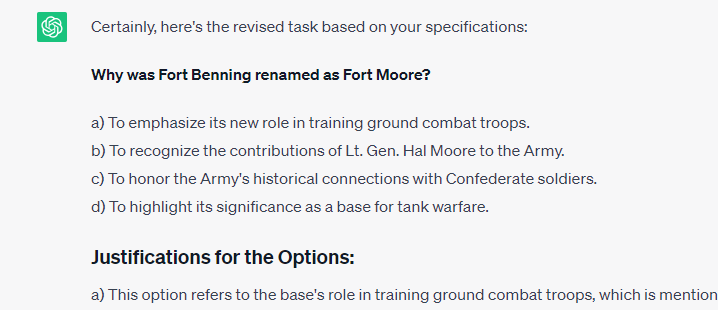 Certainly, here's the revised task based on your specifications:
Why was Fort Benning renamed as Fort Moore?
a) To emphasize its new role in training ground combat troops.
b) To recognize the contributions of Lt. Gen. Hal Moore to the Army.
c) To honor the Army's historical connections with Confederate soldiers.
d) To highlight its significance as a base for tank warfare.
Justifications for the Options:
a) This option refers to the base's role in training ground combat troops, which is mention